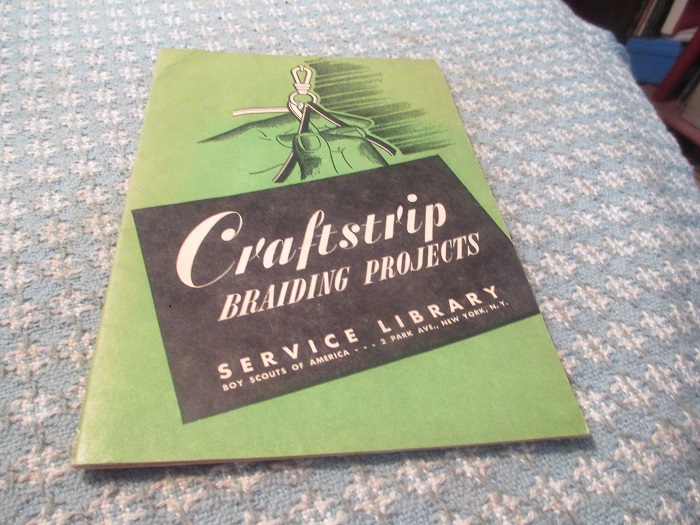 Craftstrip
BRAIDING PROJECTS
SERVICE LIBRARY
BOY SCOUTS OF AMERICA - - - 2 PARK AVE., NEW YORK, N. Y.